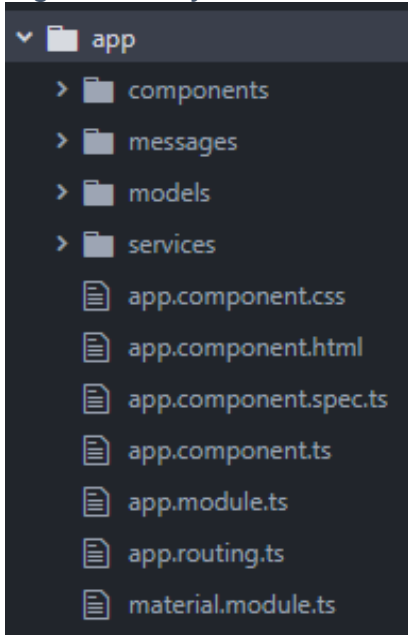 app
components
messages
models
services
app.component.css
app.component.html
app.component.spec.ts
app.component.ts
app.module.ts
app.routing.ts
material.module.ts